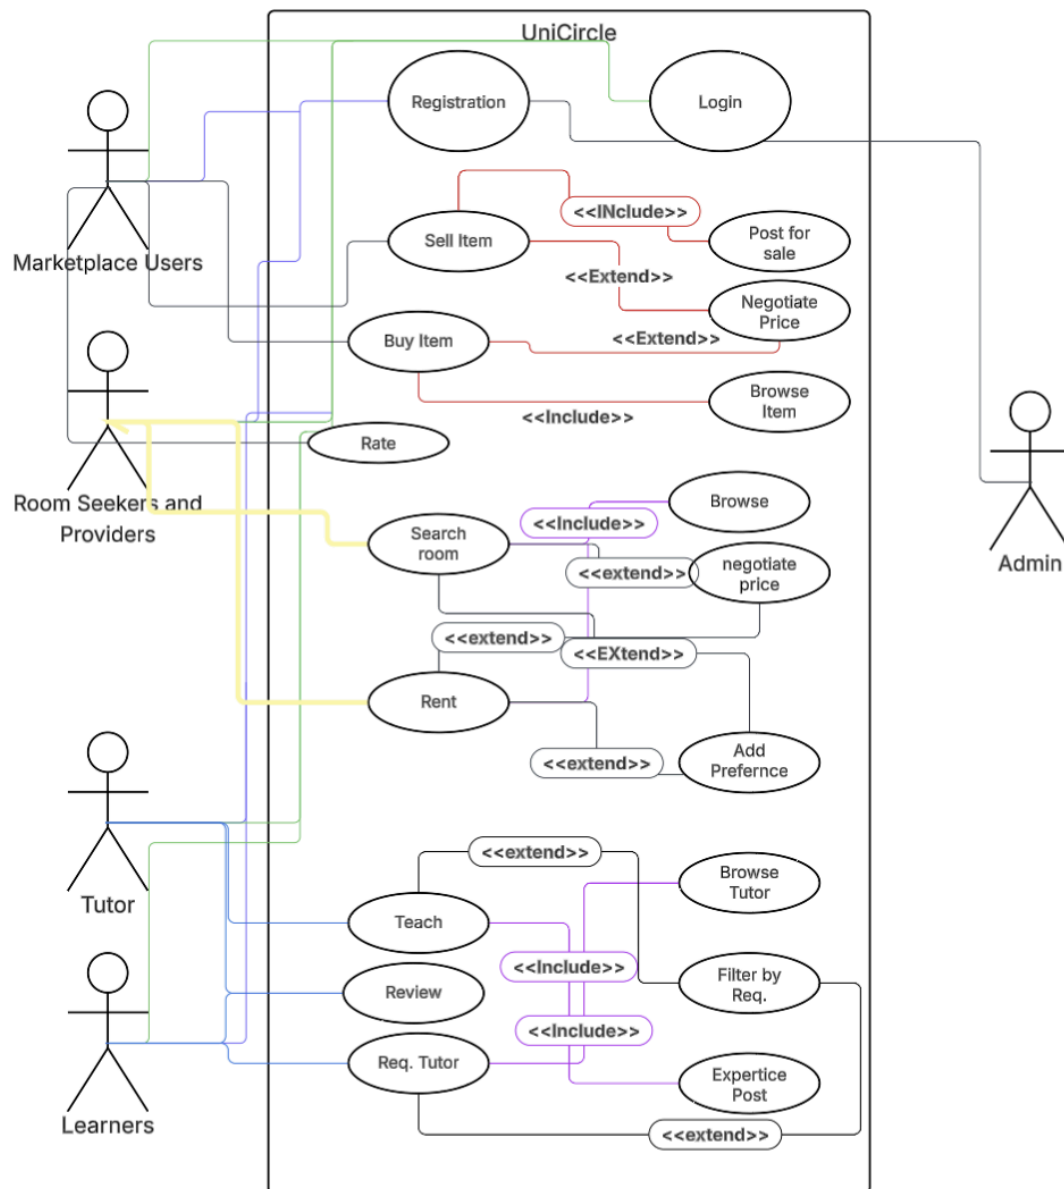 UniCircle
Registration
Login
<<INclude>>
Sell Item
Post for
sale
Marketplace Users
<<Extend>>
Negotiate
Price
Buy Item
<<Extend>>
Browse
Item
<<Include>>
Rate
Room Seekers and
Providers
Browse
<<Include>>
Search
room
<<extend>>
negotiate
price
Admin
<<extend>>
<<EXtend>>
Rent
Add
Prefernce
<<extend>>
<<extend>>
Browse
Tutor
Tutor
Teach
<<Include>>
Filter by
Req.
Review
<<Include>>
Req. Tutor
Expertice
Post
Learners
<<extend>>